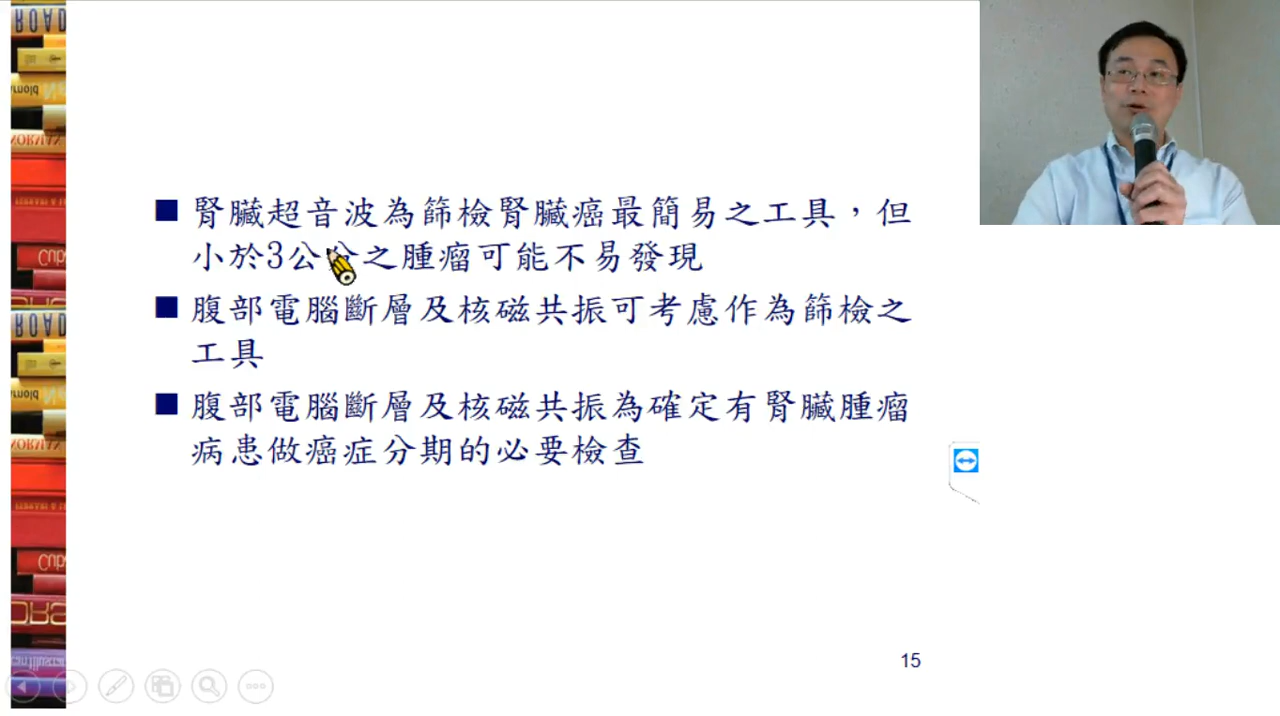 腎臟超音波為篩檢腎臟癌最簡易之工具，但
小於3公分之腫瘤可能不易發現
腹部電腦斷層及核磁共振可考慮作為篩檢之
工具
腹部電腦斷層及核磁共振為確定有腎臟腫瘤
病患做癌症分期的必要檢查
15